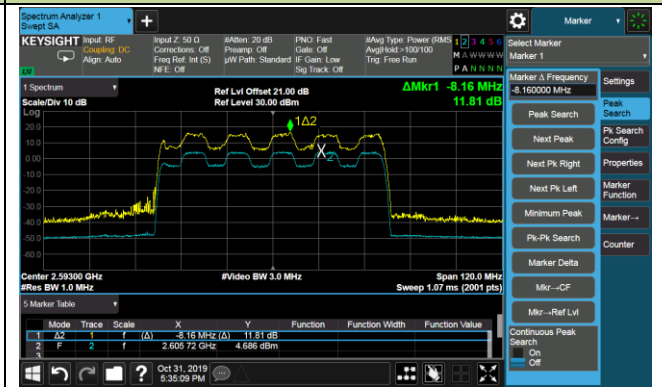 Spectrum Analyzer 1
Swept SA
Marker
KEYSIGHT
Input: RF
Coupling: DC
Align: Auto
Input Z: 50 Ω
Corrections: Off
Freq Ref: Int (S)
NFE: Off
#Atten: 20 dB
Preamp: Off
µW Path: Standard
PNO: Fast
Gate: Off
IF Gain: Low
Sig Track: Off
#Avg Type: Power (RMS
Avg|Hold:>100/100
Trig: Free Run
1 2 3 4 5 6
M A W W W W
P A N N N N
Select Marker
Marker 1
Marker Δ Frequency
-8.160000 MHz
Settings
Peak Search
Peak
Search
Next Peak
Pk Search
Config
Next Pk Right
Properties
Next Pk Left
Marker
Function
Minimum Peak
Marker→
Pk-Pk Search
Counter
Marker Delta
Mkr→CF
Mkr→Ref Lvl
Continuous Peak
Search
On
Off
1 Spectrum
Scale/Div 10 dB
Ref Lvl Offset 21.00 dB
Ref Level 30.00 dBm
ΔMkr1 -8.16 MHz
11.81 dB
Log
20.0
10.0
0.00
-10.0
-20.0
-30.0
-40.0
-50.0
-60.0
1Δ2
X2
Center 2.59300 GHz
#Res BW 1.0 MHz
#Video BW 3.0 MHz
Span 120.0 MHz
Sweep 1.07 ms (2001 pts)
5 Marker Table
Mode Trace Scale X Y Function Function Width Function Value
1 Δ2 1 f (Δ) -8.16 MHz (Δ) 11.81 dB
2 F 2 f 2.605 72 GHz 4.686 dBm
3
? Oct 31, 2019
5:35:09 PM